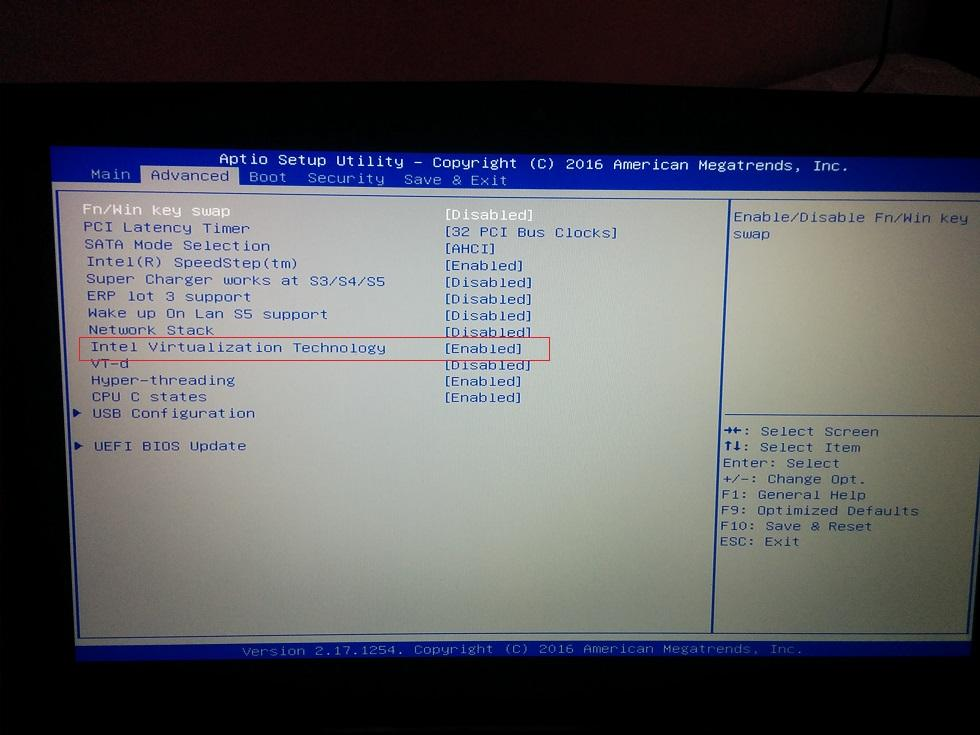 Aptio Setup Utility – Copyright (C) 2016 American Megatrends, Inc.
Main Advanced Boot Security Save & Exit
Fn/Win key swap [Disabled]
PCI Latency Timer [32 PCI Bus Clocks]
SATA Mode Selection [AHCI]
Intel(R) SpeedStep(tm) [Enabled]
Super Charger works at S3/S4/S5 [Disabled]
ERP lot 3 support [Disabled]
Wake up On Lan S5 support [Disabled]
Network Stack [Disabled]
Intel Virtualization Technology [Enabled]
VT-d [Disabled]
Hyper-threading [Enabled]
CPU C states [Enabled]
► USB Configuration
► UEFI BIOS Update
Enable/Disable Fn/Win key
swap
→←: Select Screen
↑↓: Select Item
Enter: Select
+/-: Change Opt.
F1: General Help
F9: Optimized Defaults
F10: Save & Reset
ESC: Exit
Version 2.17.1254. Copyright (C) 2016 American Megatrends, Inc.